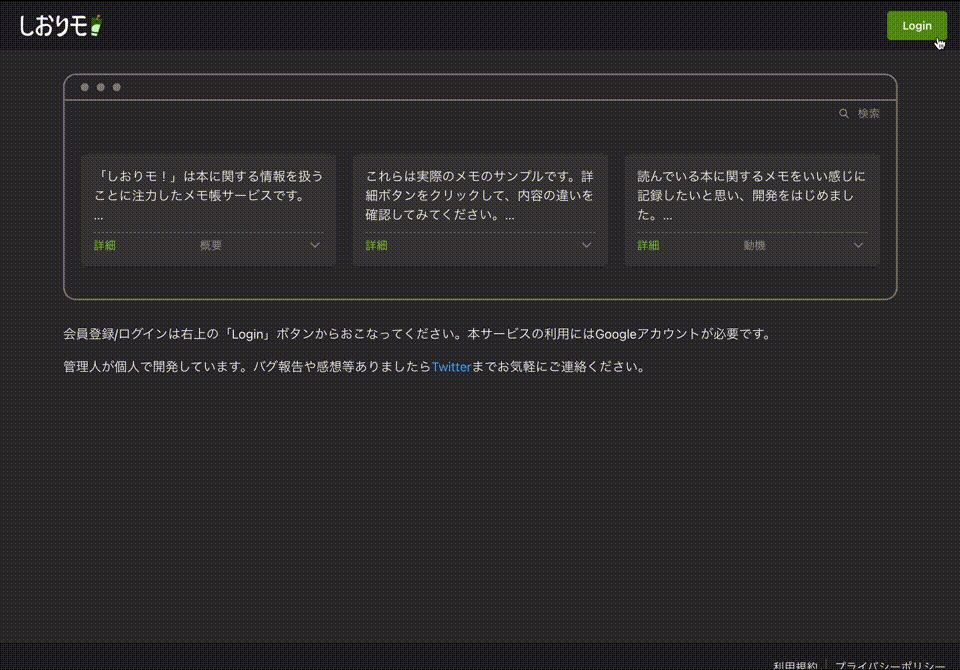 しおりモ
Login
検索
「しおりモ！」は本に関する情報を扱う
ことに注力したメモ帳サービスです。
...
詳細 概要
これらは実際のメモのサンプルです。詳
細ボタンをクリックして、内容の違いを
確認してみてください。...
詳細
読んでいる本に関するメモをいい感じに
記録したいと思い、開発をはじめまし
た。...
詳細 動機
会員登録/ログインは右上の「Login」ボタンからおこなってください。本サービスの利用にはGoogleアカウントが必要です。
管理人が個人で開発しています。バグ報告や感想等ありましたらTwitterまでお気軽にご連絡ください。
利用規約 プライバシーポリシー